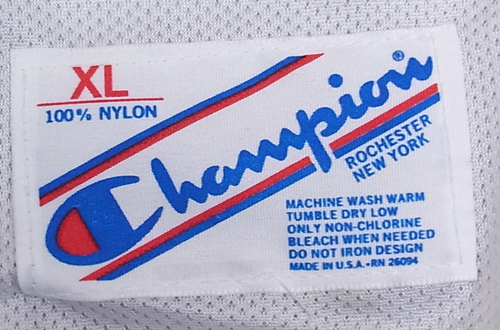 XL
100% NYLON
Champion®
ROCHESTER
NEW YORK
MACHINE WASH WARM
TUMBLE DRY LOW
ONLY NON-CHLORINE
BLEACH WHEN NEEDED
DO NOT IRON DESIGN
MADE IN U.S.A.-RN 26094